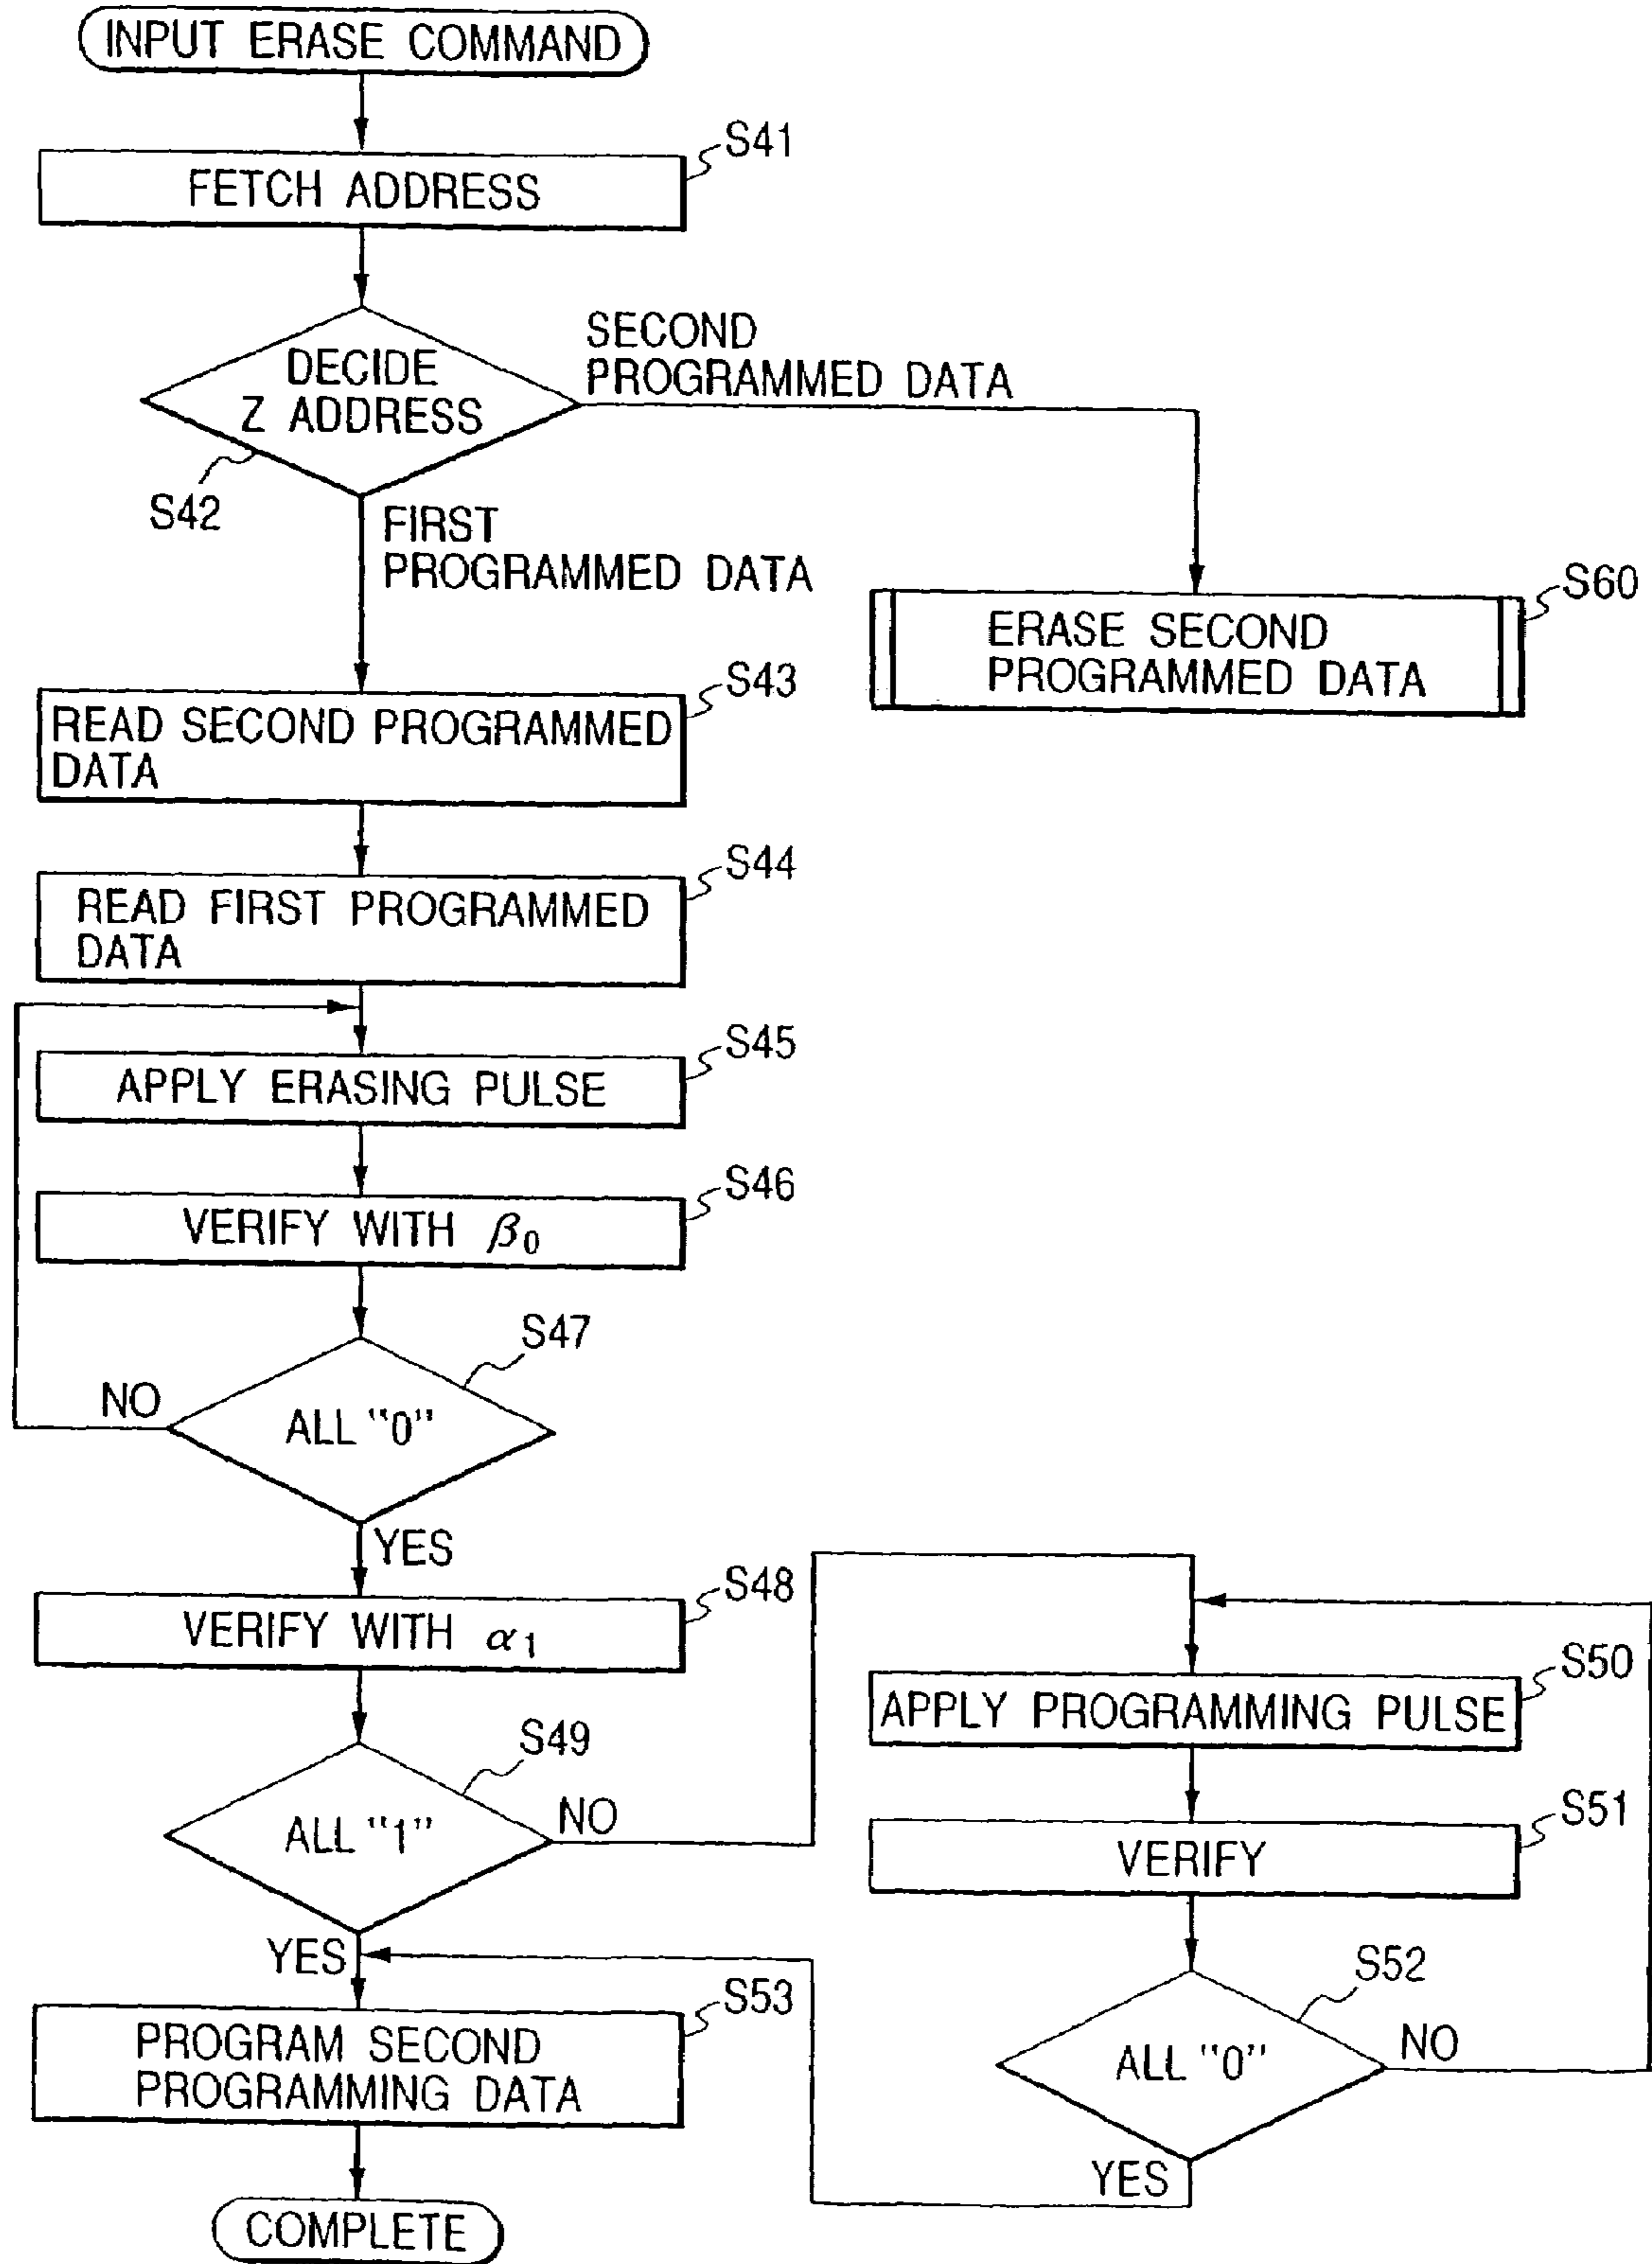 INPUT ERASE COMMAND
S41
FETCH ADDRESS
DECIDE
Z ADDRESS
S42
SECOND
PROGRAMMED DATA
FIRST
PROGRAMMED DATA
S60
ERASE SECOND
PROGRAMMED DATA
S43
READ SECOND PROGRAMMED
DATA
S44
READ FIRST PROGRAMMED
DATA
S45
APPLY ERASING PULSE
S46
VERIFY WITH β0
S47
ALL "0"
NO
YES
S48
VERIFY WITH α1
S49
ALL "1"
NO
YES
S50
APPLY PROGRAMMING PULSE
S51
VERIFY
S52
ALL "0"
NO
YES
S53
PROGRAM SECOND
PROGRAMMING DATA
COMPLETE